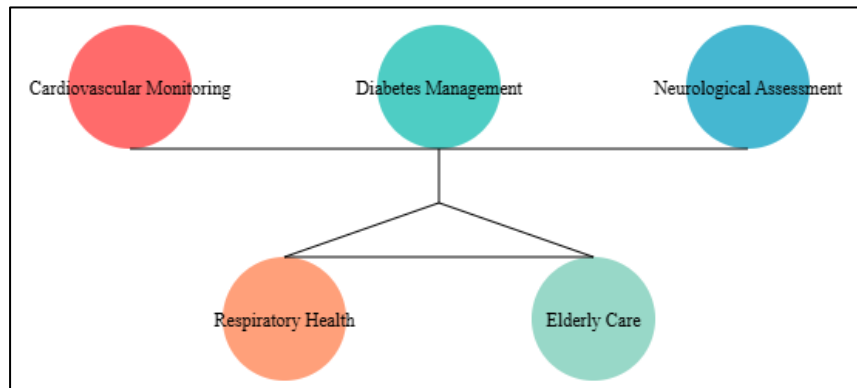 Cardiovascular Monitoring
Diabetes Management
Neurological Assessment
Respiratory Health
Elderly Care